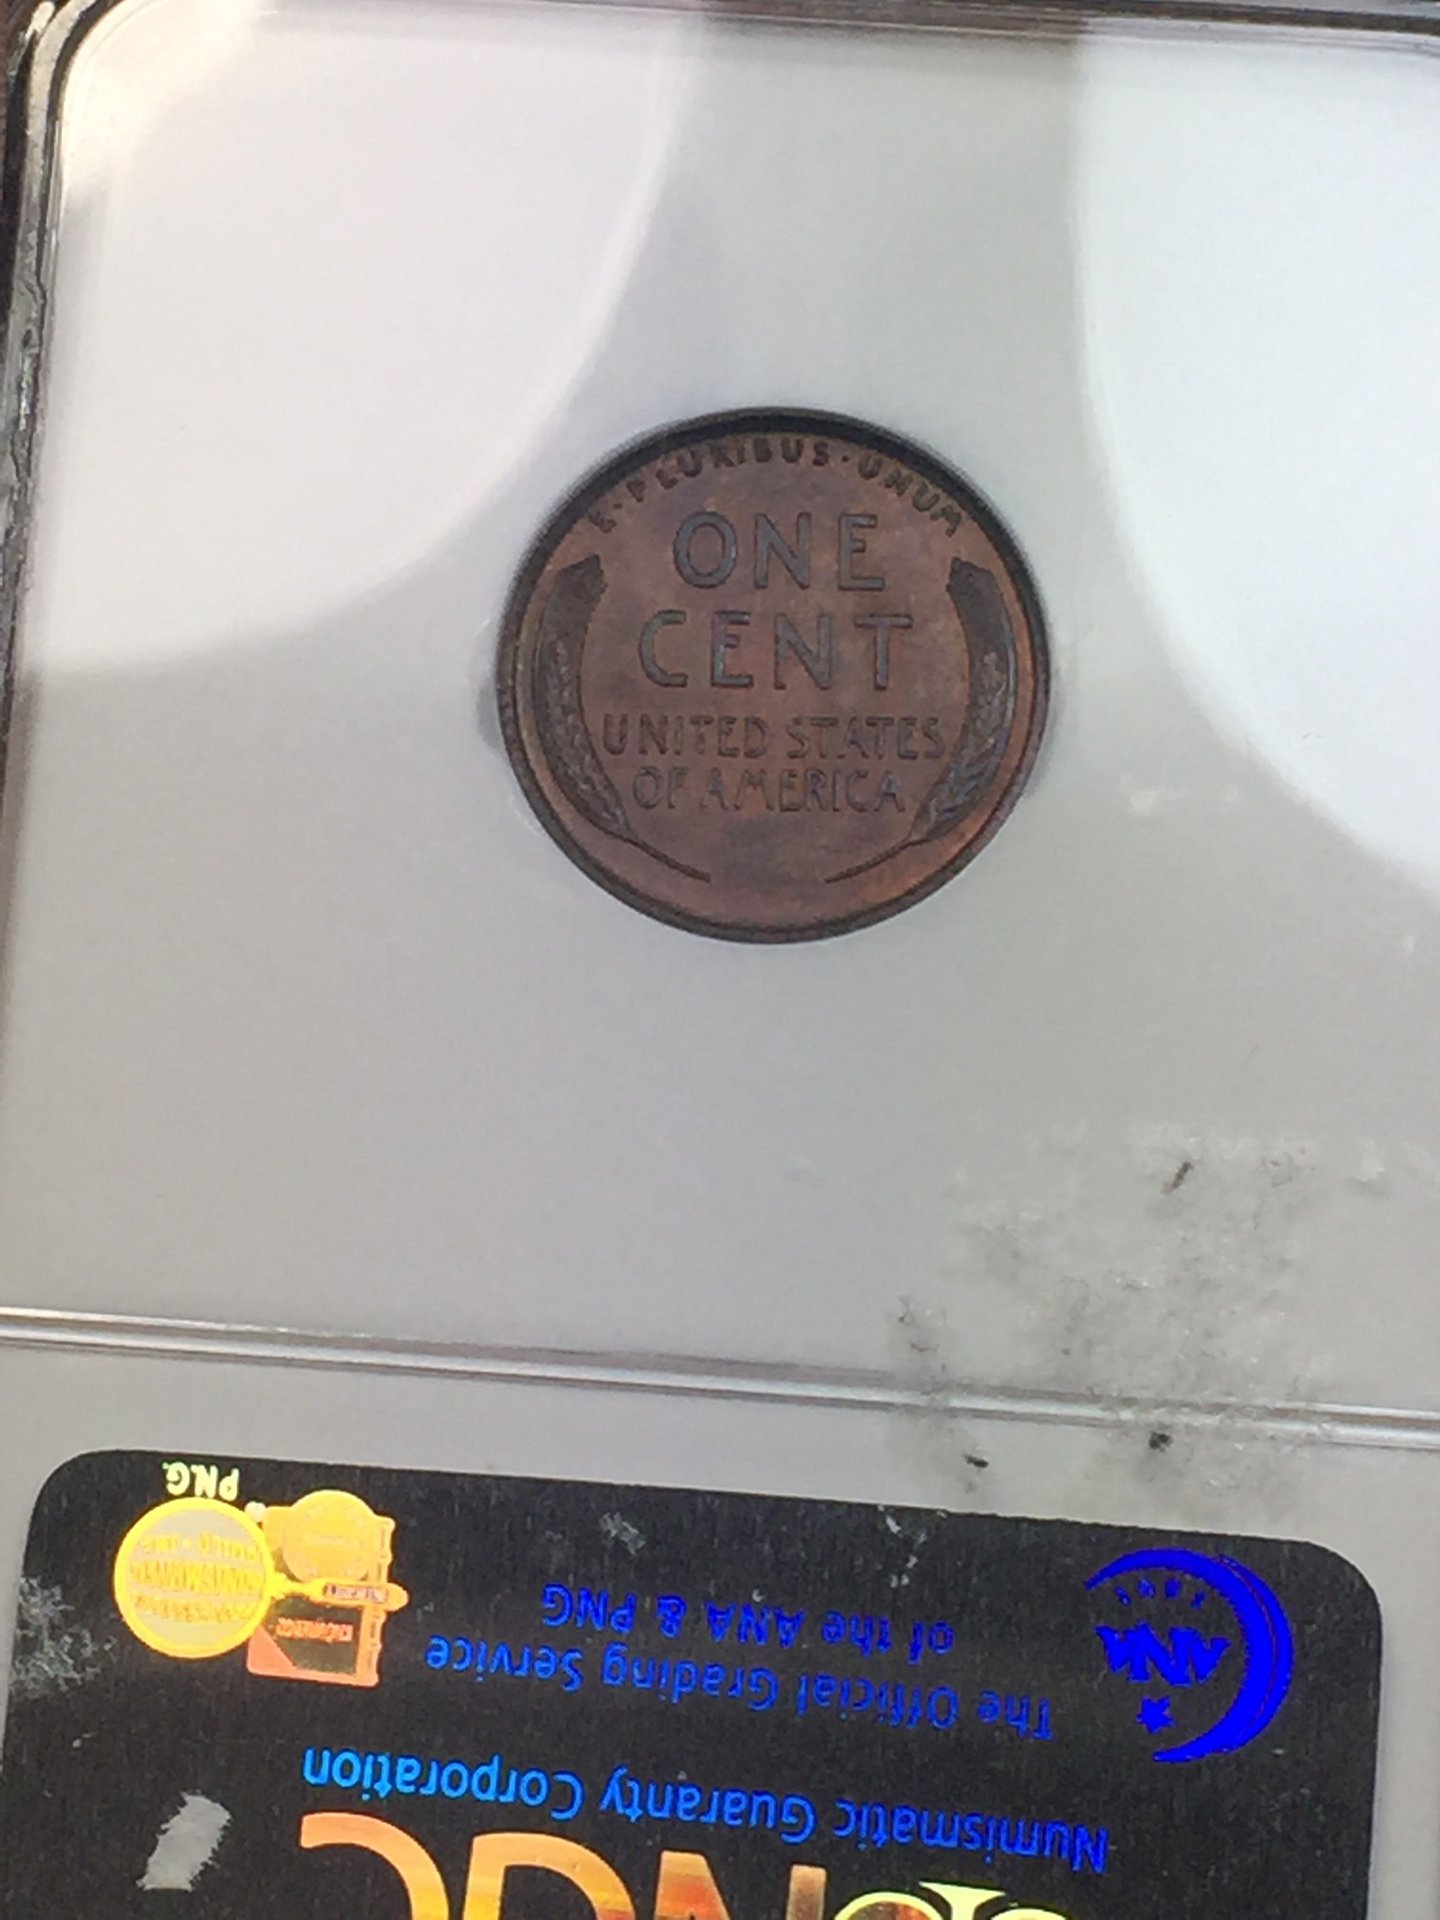 E·PLURIBUS·UNUM
ONE
CENT
UNITED STATES
OF AMERICA
NGC
Numismatic Guaranty Corporation
The Official Grading Service
of the ANA & PNG
ANA
PNG